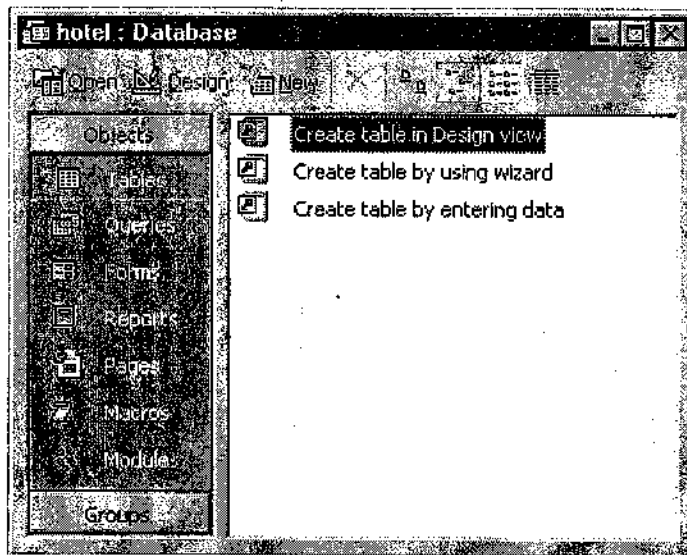 hotel : Database
Open Design New
Objects
Tables
Queries
Forms
Reports
Pages
Macros
Module
Groups
Create table in Design view
Create table by using wizard
Create table by entering data